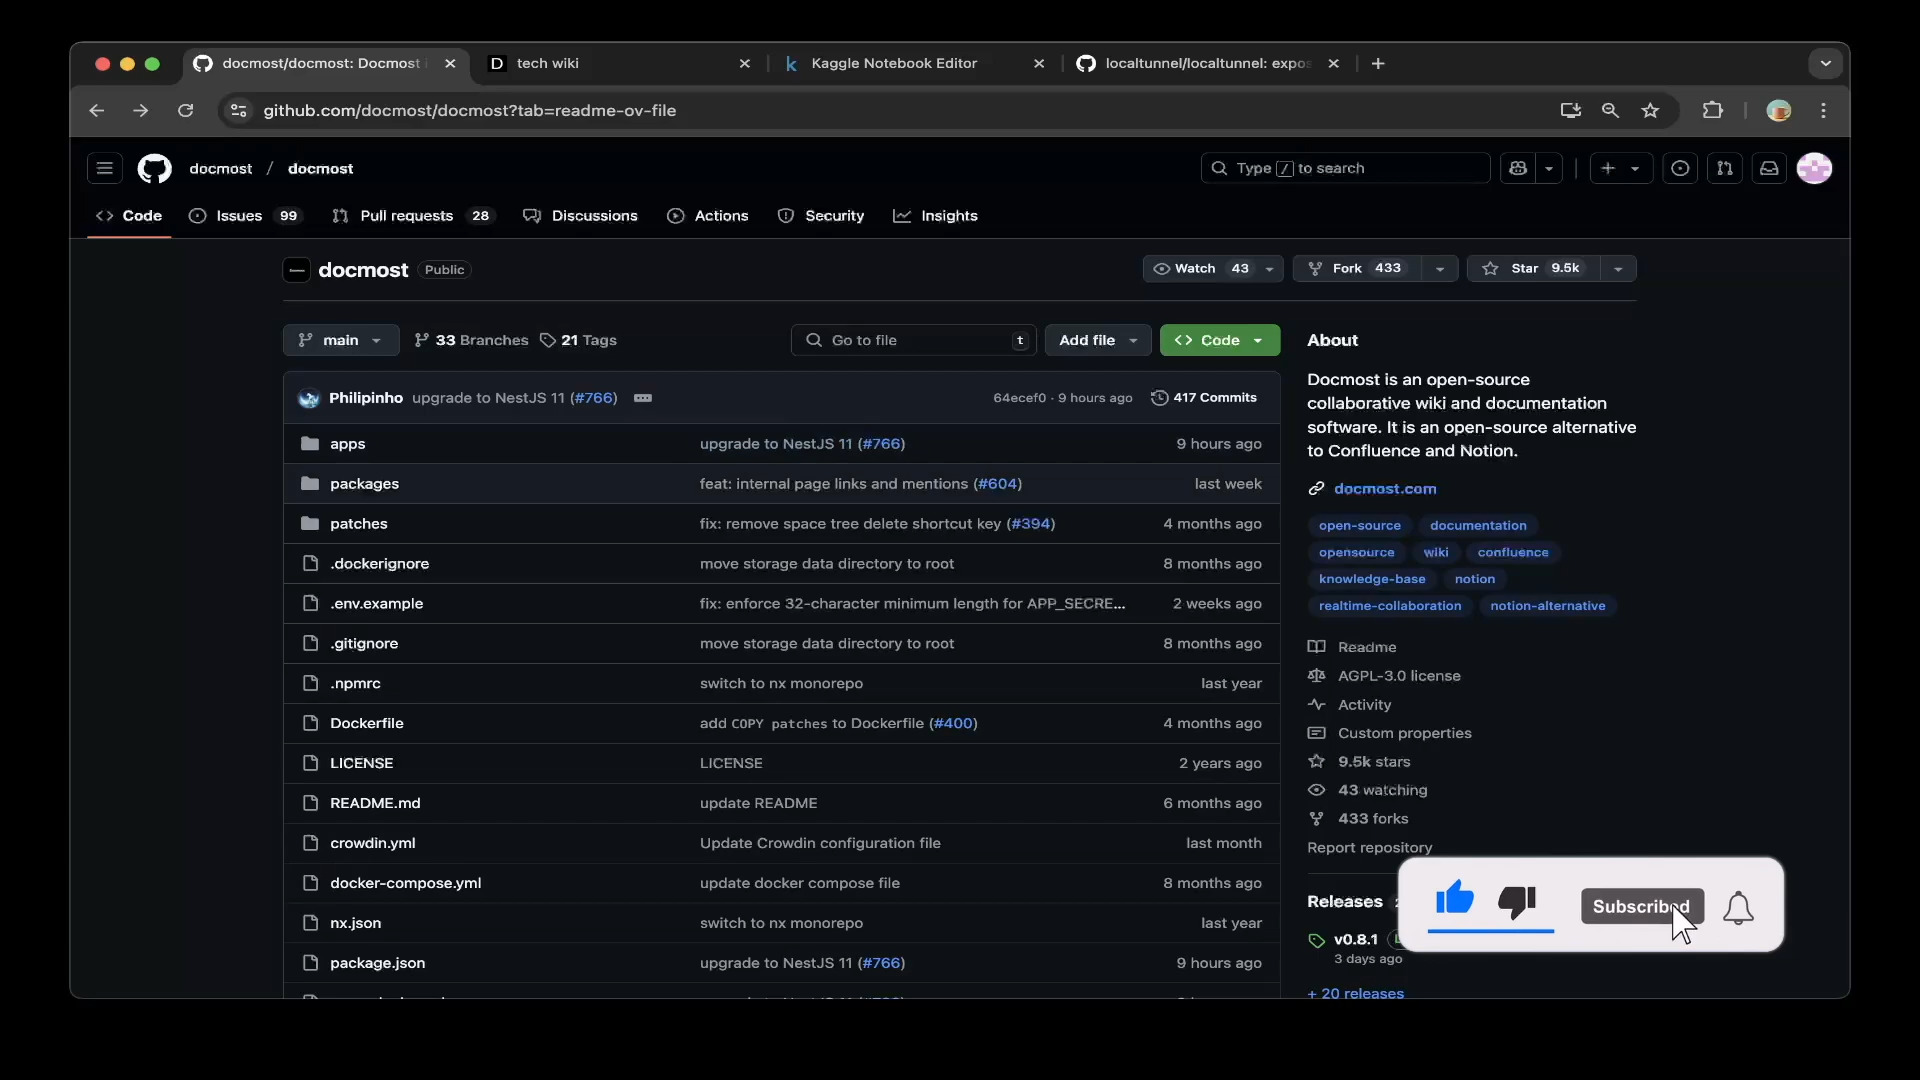 docmost/docmost: Docmost i
tech wiki
Kaggle Notebook Editor
localtunnel/localtunnel: expos
github.com/docmost/docmost?tab=readme-ov-file
docmost / docmost
Type / to search
Code
Issues 99
Pull requests 28
Discussions
Actions
Security
Insights
docmost Public
Watch 43
Fork 433
Star 9.5k
main
33 Branches
21 Tags
Go to file t
Add file
Code
Philipinho upgrade to NestJS 11 (#766) 64ecef0 · 9 hours ago 417 Commits
apps upgrade to NestJS 11 (#766) 9 hours ago
packages feat: internal page links and mentions (#604) last week
patches fix: remove space tree delete shortcut key (#394) 4 months ago
.dockerignore move storage data directory to root 8 months ago
.env.example fix: enforce 32-character minimum length for APP_SECRE... 2 weeks ago
.gitignore move storage data directory to root 8 months ago
.npmrc switch to nx monorepo last year
Dockerfile add COPY patches to Dockerfile (#400) 4 months ago
LICENSE LICENSE 2 years ago
README.md update README 6 months ago
crowdin.yml Update Crowdin configuration file last month
docker-compose.yml update docker compose file 8 months ago
nx.json switch to nx monorepo last year
package.json upgrade to NestJS 11 (#766) 9 hours ago
About
Docmost is an open-source
collaborative wiki and documentation
software. It is an open-source alternative
to Confluence and Notion.
docmost.com
open-source documentation
opensource wiki confluence
knowledge-base notion
realtime-collaboration notion-alternative
Readme
AGPL-3.0 license
Activity
Custom properties
9.5k stars
43 watching
433 forks
Report repository
Releases
v0.8.1
3 days ago
+ 20 releases
Subscribed